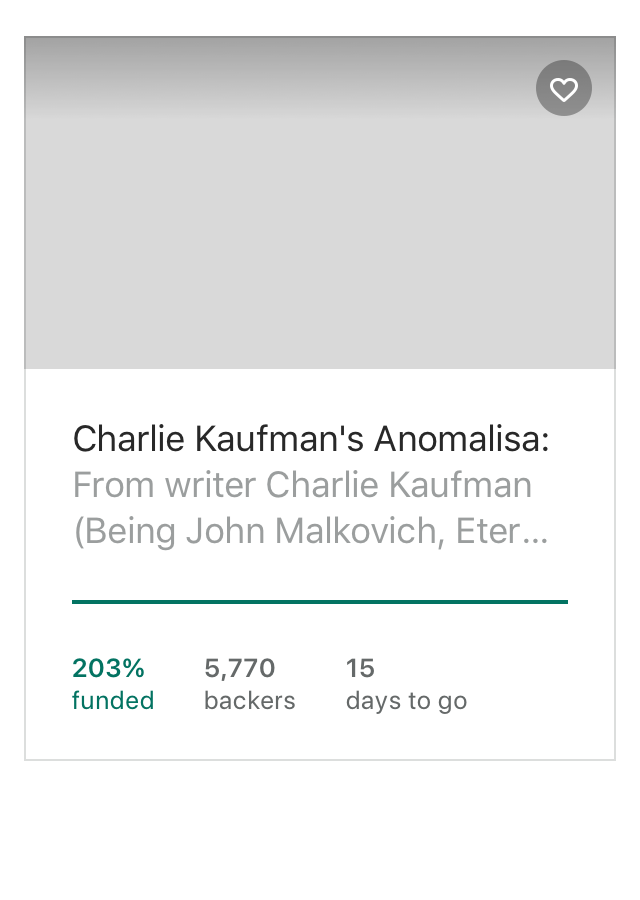 Charlie Kaufman's Anomalisa:
From writer Charlie Kaufman
(Being John Malkovich, Eter...
203% 5,770 15
funded backers days to go